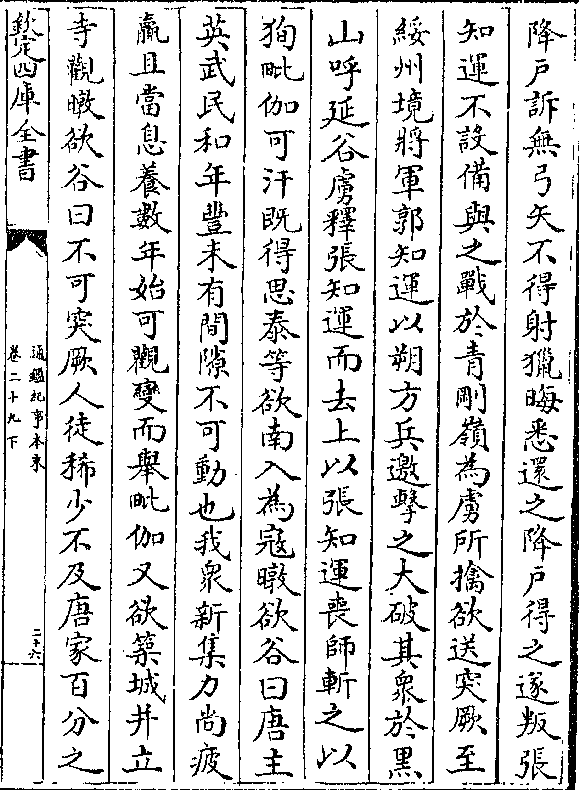 降戶訴無弓矢不得射獵晦悉還之降戶得之遂叛張
知運不設備與之戰於青剛嶺為虜所擒欲送突厥至
綏州境將軍郭知運以朔方兵邀擊之大破其衆於黑
山呼延谷虜釋張知運而去上以張知運喪師斬之以
狥毗伽可汗既得思泰等欲南入為寇暾欲谷曰唐主
英武民和年豐未有間隙不可動也我衆新集力尚疲
羸且當息養數年始可觀變而舉毗伽又欲築城并立
寺觀暾欲谷曰不可突厥人徒稀少不及唐家百分之
欽定四庫全書
通鑑紀事本末
卷二十九下
二十六